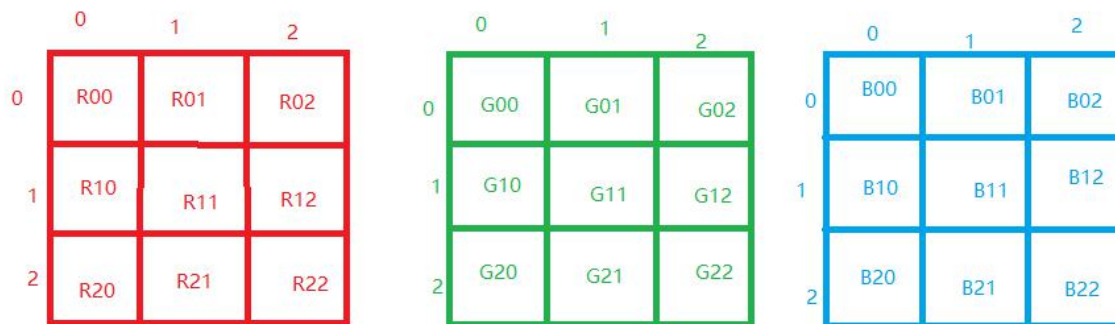 0 1 2
0 R00 R01 R02
1 R10 R11 R12
2 R20 R21 R22
0 1 2
0 G00 G01 G02
1 G10 G11 G12
2 G20 G21 G22
0 1 2
0 B00 B01 B02
1 B10 B11 B12
2 B20 B21 B22